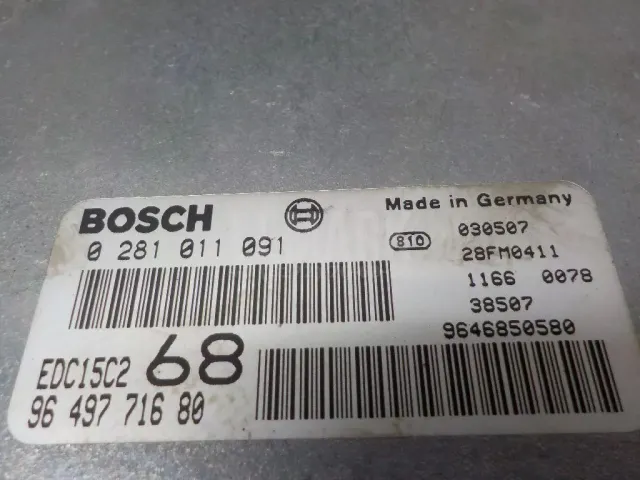 BOSCH
0 281 011 091
EDC15C2 68
96 497 716 80
Made in Germany
810 030507
28FM0411
1166 0078
38507
9646850580